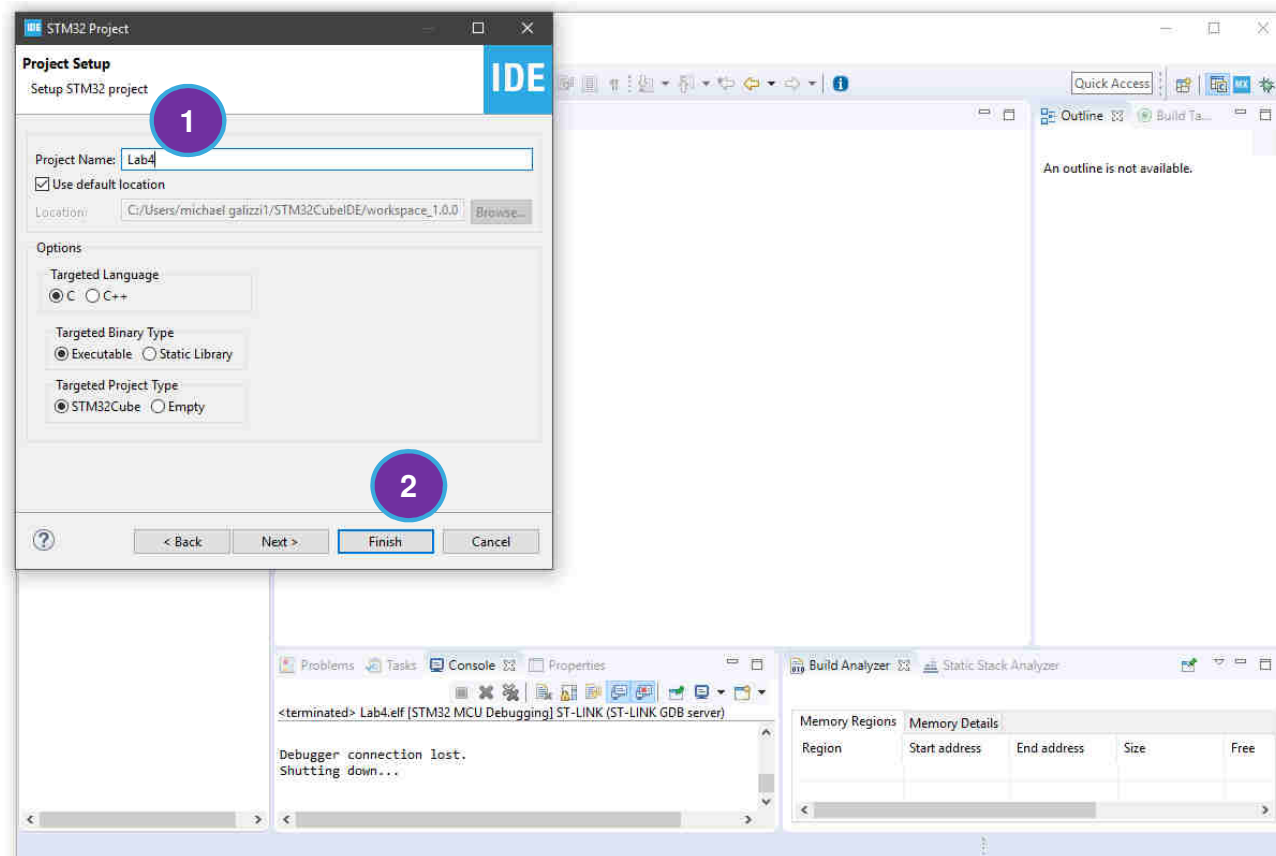 IDE STM32 Project
Project Setup
Setup STM32 project
IDE
1
Project Name: Lab4
Use default location
Location: C:/Users/michael galizzi1/STM32CubeIDE/workspace_1.0.0 Browse...
Options
Targeted Language
C C++
Targeted Binary Type
Executable Static Library
Targeted Project Type
STM32Cube Empty
2
? < Back Next > Finish Cancel
Quick Access MX
Outline Build Ta...
An outline is not available.
Problems Tasks Console Properties
<terminated> Lab4.elf [STM32 MCU Debugging] ST-LINK (ST-LINK GDB server)
Debugger connection lost.
Shutting down...
Build Analyzer Static Stack Analyzer
Memory Regions Memory Details
Region Start address End address Size Free